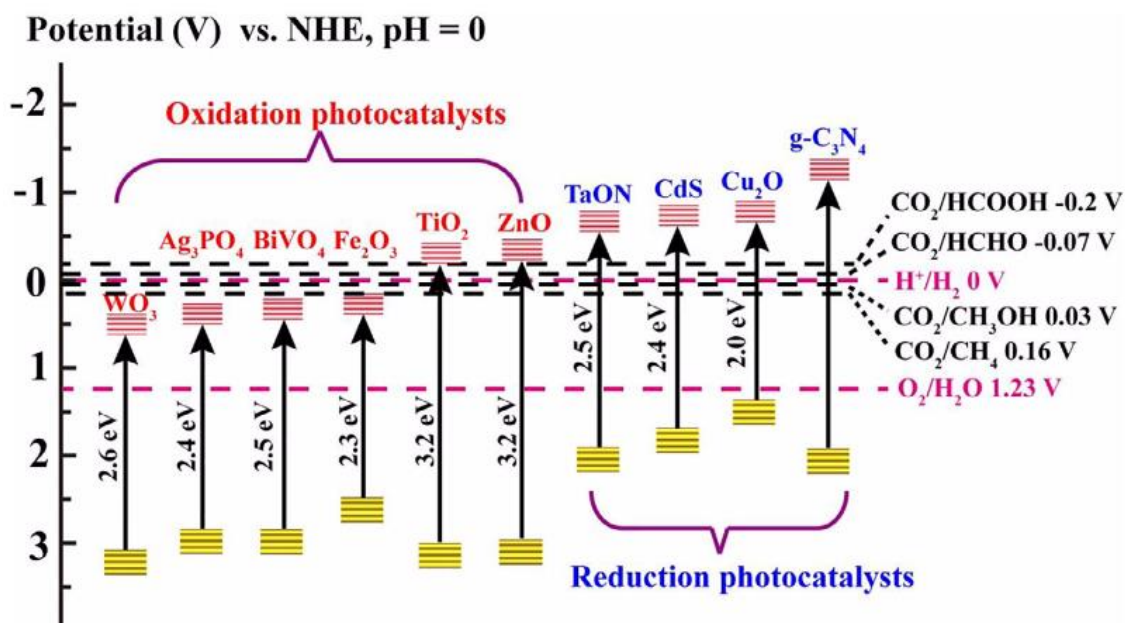 Potential (V) vs. NHE, pH = 0
-2
-1
0
1
2
3
Oxidation photocatalysts
WO₃
Ag₃PO₄
BiVO₄
Fe₂O₃
TiO₂
ZnO
TaON
CdS
Cu₂O
g-C₃N₄
2.6 eV
2.4 eV
2.5 eV
2.3 eV
3.2 eV
3.2 eV
2.5 eV
2.4 eV
2.0 eV
CO₂/HCOOH -0.2 V
CO₂/HCHO -0.07 V
H⁺/H₂ 0 V
CO₂/CH₃OH 0.03 V
CO₂/CH₄ 0.16 V
O₂/H₂O 1.23 V
Reduction photocatalysts